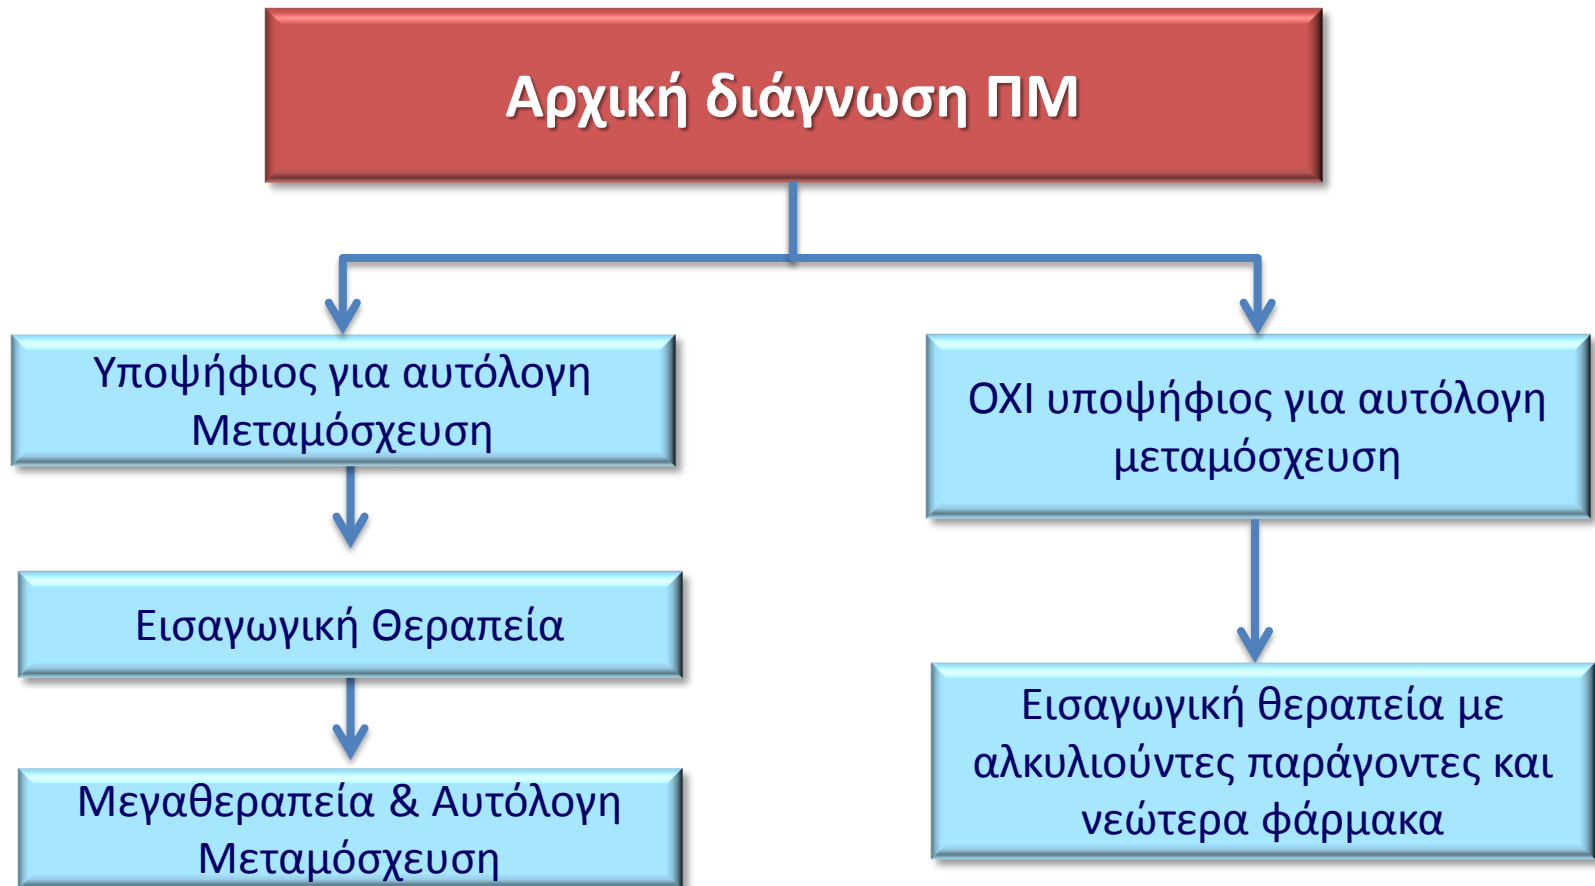 Αρχική διάγνωση ΠΜ
Υποψήφιος για αυτόλογη
Μεταμόσχευση
Εισαγωγική Θεραπεία
Μεγαθεραπεία & Αυτόλογη
Μεταμόσχευση
ΟΧΙ υποψήφιος για αυτόλογη
μεταμόσχευση
Εισαγωγική θεραπεία με
αλκυλιούντες παράγοντες και
νεώτερα φάρμακα